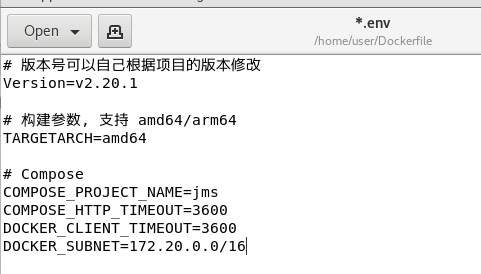 Open
*.env
/home/user/Dockerfile
# 版本号可以自己根据项目的版本修改
Version=v2.20.1
# 构建参数, 支持 amd64/arm64
TARGETARCH=amd64
# Compose
COMPOSE_PROJECT_NAME=jms
COMPOSE_HTTP_TIMEOUT=3600
DOCKER_CLIENT_TIMEOUT=3600
DOCKER_SUBNET=172.20.0.0/16